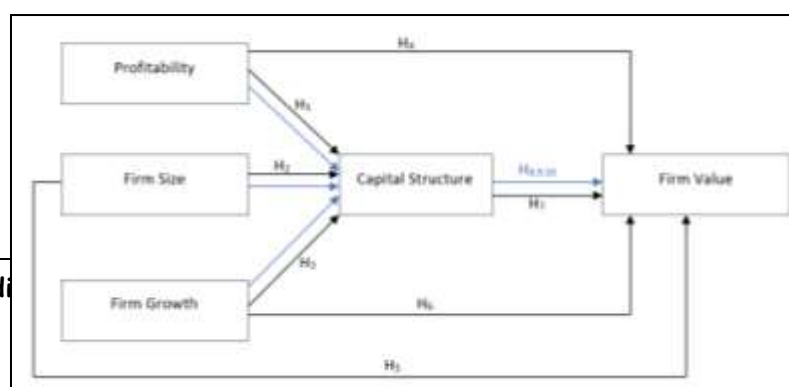 H₄
Profitability
H₁
H₂
Firm Size
Capital Structure
H₈,₉,₁₀
Firm Value
H₇
H₃
Firm Growth
H₆
H₅